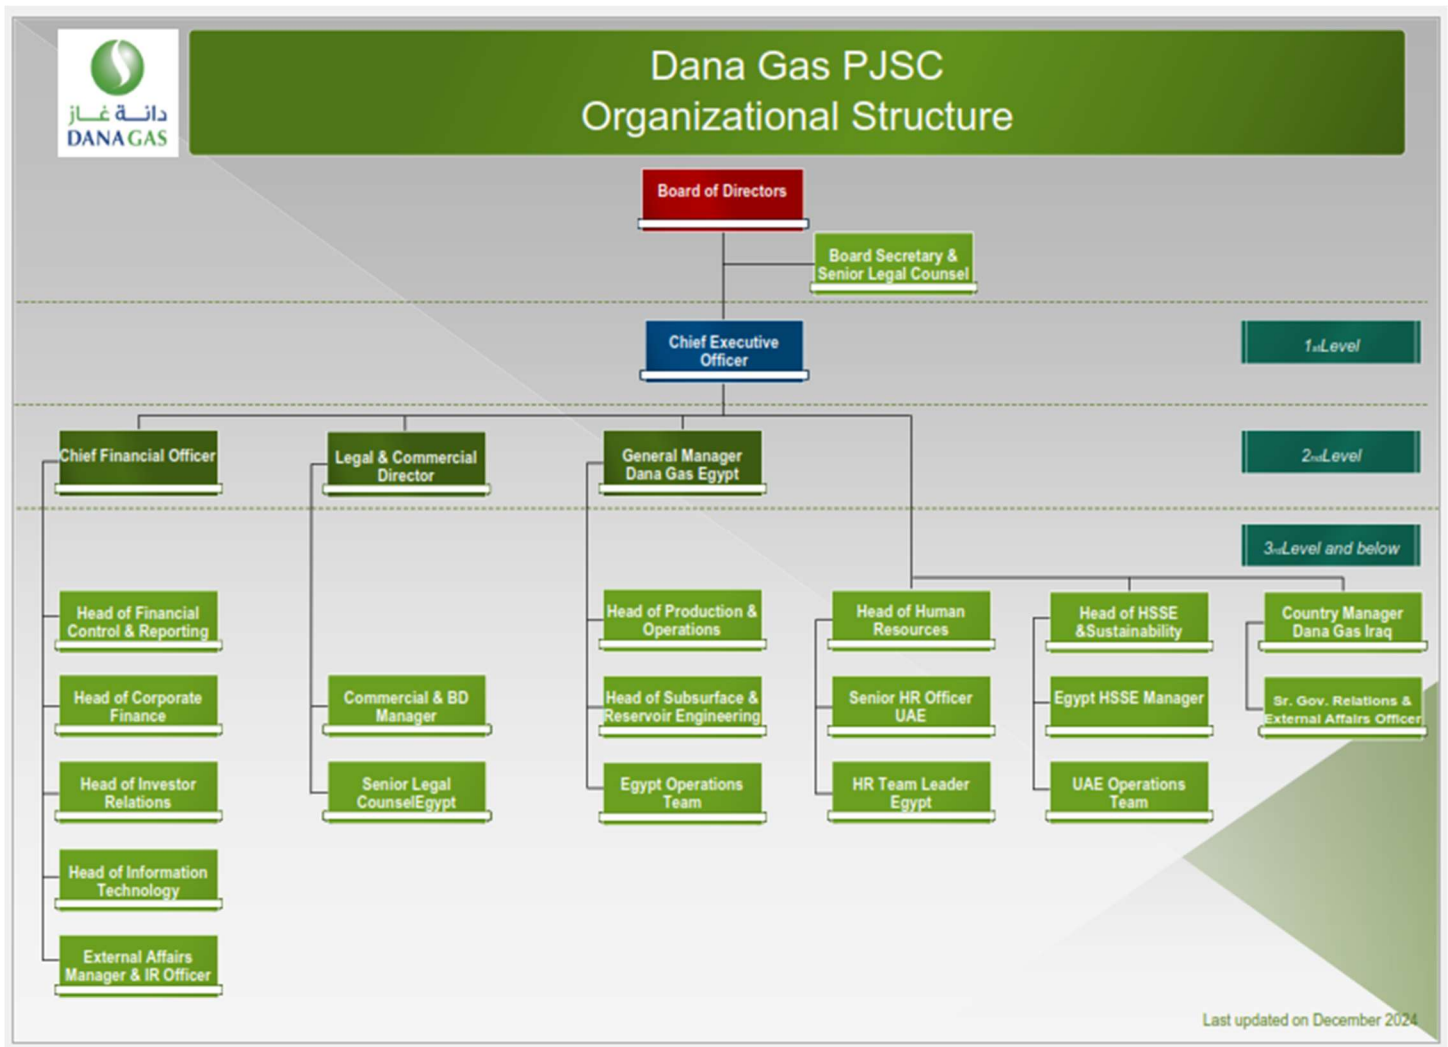 دانة غاز
DANA GAS
Dana Gas PJSC
Organizational Structure
Board of Directors
Board Secretary &
Senior Legal Counsel
Chief Executive
Officer
1stLevel
Chief Financial Officer
Legal & Commercial
Director
General Manager
Dana Gas Egypt
2ndLevel
3rdLevel and below
Head of Financial
Control & Reporting
Head of Production &
Operations
Head of Human
Resources
Head of HSSE
&Sustainability
Country Manager
Dana Gas Iraq
Head of Corporate
Finance
Commercial & BD
Manager
Head of Subsurface &
Reservoir Engineering
Senior HR Officer
UAE
Egypt HSSE Manager
Sr. Gov. Relations &
External Affairs Officer
Head of Investor
Relations
Senior Legal
CounselEgypt
Egypt Operations
Team
HR Team Leader
Egypt
UAE Operations
Team
Head of Information
Technology
External Affairs
Manager & IR Officer
Last updated on December 2024